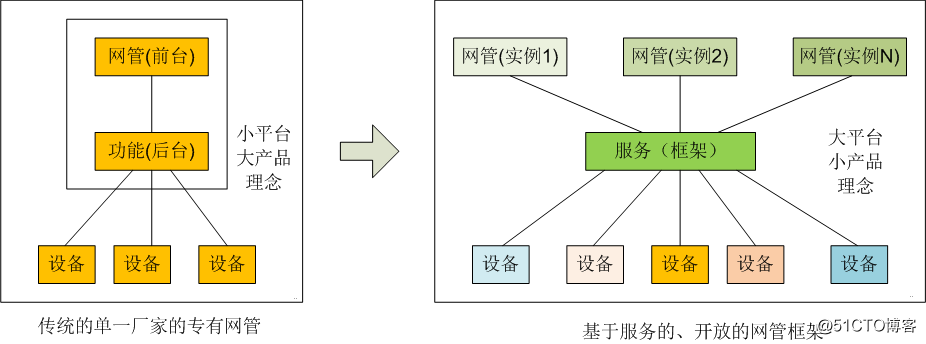 网管(前台)
功能(后台)
小平台
大产品
理念
设备
设备
设备
传统的单一厂家的专有网管
网管(实例1)
网管(实例2)
网管(实例N)
服务（框架）
大平台
小产品
理念
设备
设备
设备
设备
设备
基于服务的、开放的网管框架
@51CTO博客